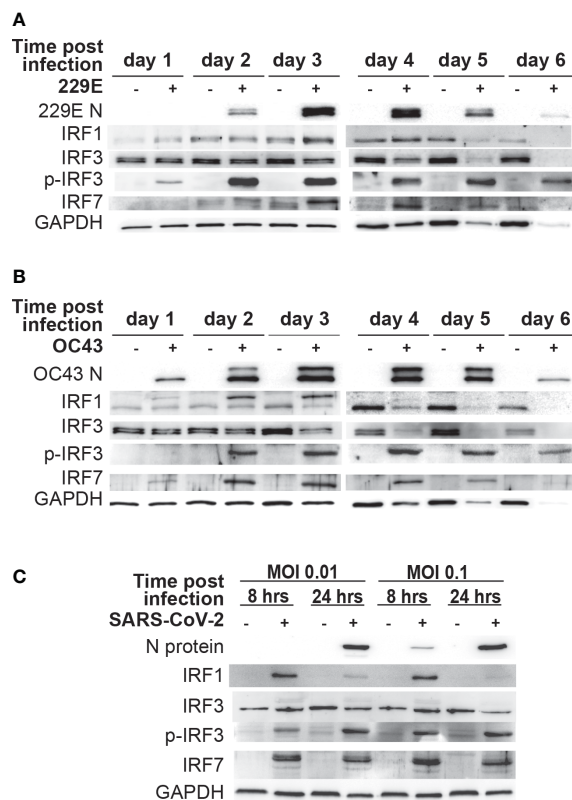 A
Time post
infection day 1 day 2 day 3 day 4 day 5 day 6
229E - + - + - + - + - + - +
229E N
IRF1
IRF3
p-IRF3
IRF7
GAPDH
B
Time post
infection day 1 day 2 day 3 day 4 day 5 day 6
OC43 - + - + - + - + - + - +
OC43 N
IRF1
IRF3
p-IRF3
IRF7
GAPDH
C
MOI 0.01 MOI 0.1
Time post
infection 8 hrs 24 hrs 8 hrs 24 hrs
SARS-CoV-2 - + - + - + - +
N protein
IRF1
IRF3
p-IRF3
IRF7
GAPDH